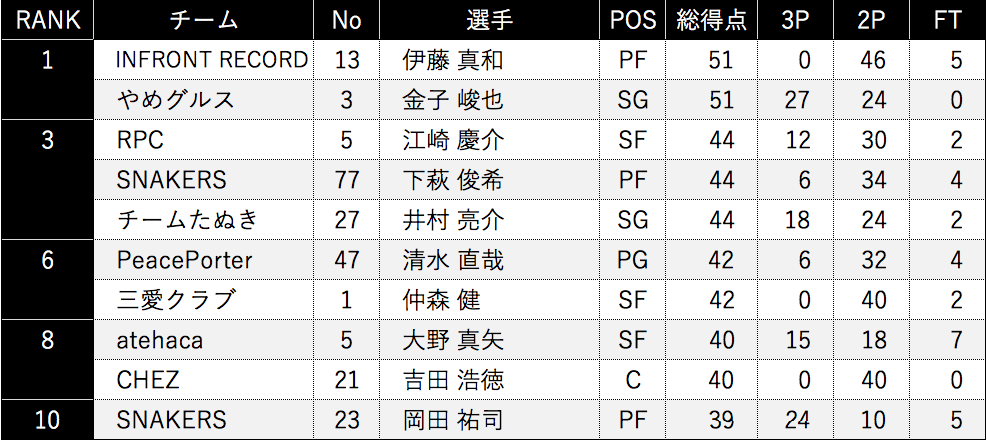 RANK チーム No 選手 POS 総得点 3P 2P FT
1 INFRONT RECORD 13 伊藤 真和 PF 51 0 46 5
やめグルス 3 金子 峻也 SG 51 27 24 0
3 RPC 5 江崎 慶介 SF 44 12 30 2
SNAKERS 77 下萩 俊希 PF 44 6 34 4
チームたぬき 27 井村 亮介 SG 44 18 24 2
6 PeacePorter 47 清水 直哉 PG 42 6 32 4
三愛クラブ 1 仲森 健 SF 42 0 40 2
8 atehaca 5 大野 真矢 SF 40 15 18 7
CHEZ 21 吉田 浩徳 C 40 0 40 0
10 SNAKERS 23 岡田 祐司 PF 39 24 10 5